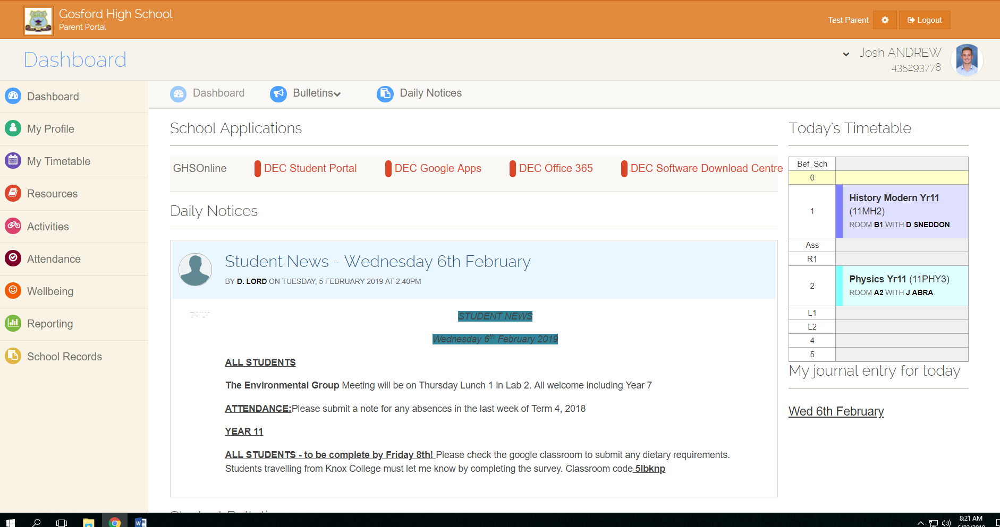 Gosford High School
Parent Portal
Test Parent
Logout
Dashboard
Josh ANDREW
435293778
Dashboard
My Profile
My Timetable
Resources
Activities
Attendance
Wellbeing
Reporting
School Records
Dashboard
Bulletins
Daily Notices
School Applications
GHSOnline
DEC Student Portal
DEC Google Apps
DEC Office 365
DEC Software Download Centre
Daily Notices
Student News - Wednesday 6th February
BY D. LORD ON TUESDAY, 5 FEBRUARY 2019 AT 2:40PM
STUDENT NEWS
Wednesday 6th February 2019
ALL STUDENTS
The Environmental Group Meeting will be on Thursday Lunch 1 in Lab 2. All welcome including Year 7
ATTENDANCE:Please submit a note for any absences in the last week of Term 4, 2018
YEAR 11
ALL STUDENTS - to be complete by Friday 8th! Please check the google classroom to submit any dietary requirements.
Students travelling from Knox College must let me know by completing the survey. Classroom code 5lbknp
Today's Timetable
Bef_Sch
0
1
History Modern Yr11
(11MH2)
ROOM B1 WITH D SNEDDON.
Ass
R1
2
Physics Yr11 (11PHY3)
ROOM A2 WITH J ABRA.
L1
L2
4
5
My journal entry for today
Wed 6th February
8:21 AM